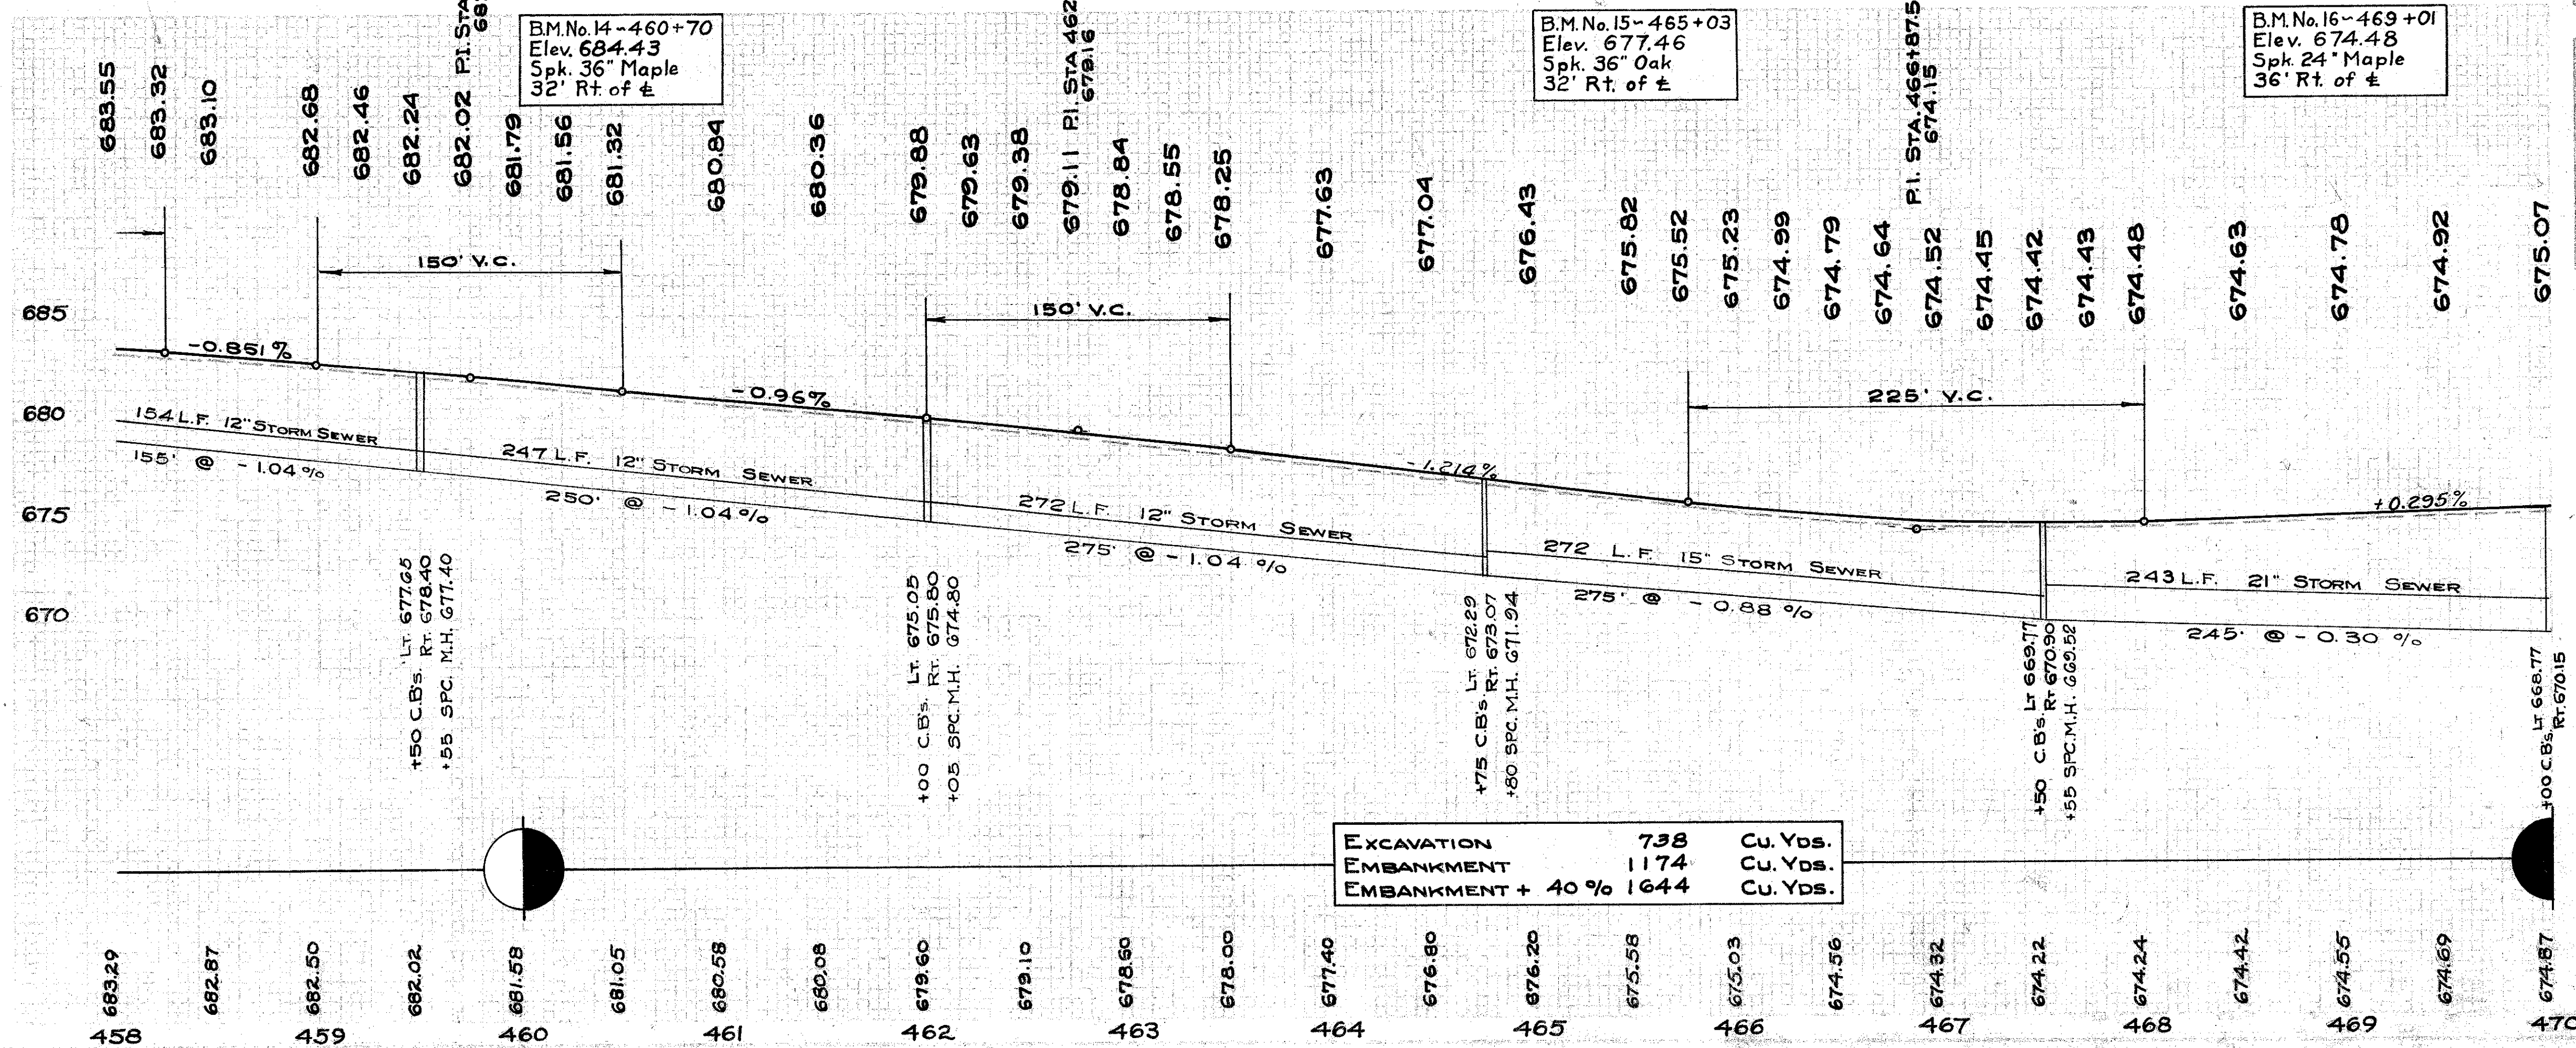 B.M. No. 14~460+70
Elev. 684.43
Spk. 36" Maple
32' Rt. of ℄
B.M. No. 15~465+03
Elev. 677.46
Spk. 36" Oak
32' Rt. of ℄
B.M. No. 16~469+01
Elev. 674.48
Spk. 24" Maple
36' Rt. of ℄
683.55
683.32
683.10
682.68
682.46
682.24
682.02
P.I. STA
681.79
681.56
681.32
680.84
680.36
679.88
679.63
679.38
679.11
P.I. STA 462
679.16
678.84
678.55
678.25
677.63
677.04
676.43
675.82
675.52
675.23
674.99
674.79
674.64
P.I. STA. 466+87.5
674.15
674.52
674.45
674.42
674.43
674.48
674.63
674.78
674.92
675.07
150' V.C.
150' V.C.
225' V.C.
685
680
675
670
-0.851%
-0.96%
-1.214%
+0.295%
154 L.F. 12" STORM SEWER
155' @ -1.04%
247 L.F. 12" STORM SEWER
250' @ -1.04%
272 L.F. 12" STORM SEWER
275' @ -1.04%
272 L.F. 15" STORM SEWER
275' @ -0.88%
243 L.F. 21" STORM SEWER
245' @ -0.30%
+50 C.B's. LT. 677.65
RT. 678.40
+55 SPC. M.H. 677.40
+00 C.B's. LT. 675.05
RT. 675.80
+05 SPC. M.H. 674.80
+75 C.B's. LT. 672.29
RT. 673.07
+80 SPC. M.H. 671.94
+50 C.B's. LT 669.77
RT 670.90
+55 SPC. M.H. 669.52
+00 C.B's. LT 668.77
RT. 670.15
EXCAVATION 738 CU. YDS.
EMBANKMENT 1174 CU. YDS.
EMBANKMENT + 40% 1644 CU. YDS.
683.29
682.87
682.50
682.02
681.58
681.05
680.58
680.08
679.60
679.10
678.60
678.00
677.40
676.80
676.20
675.58
675.03
674.56
674.32
674.22
674.24
674.42
674.55
674.69
674.87
458
459
460
461
462
463
464
465
466
467
468
469
470